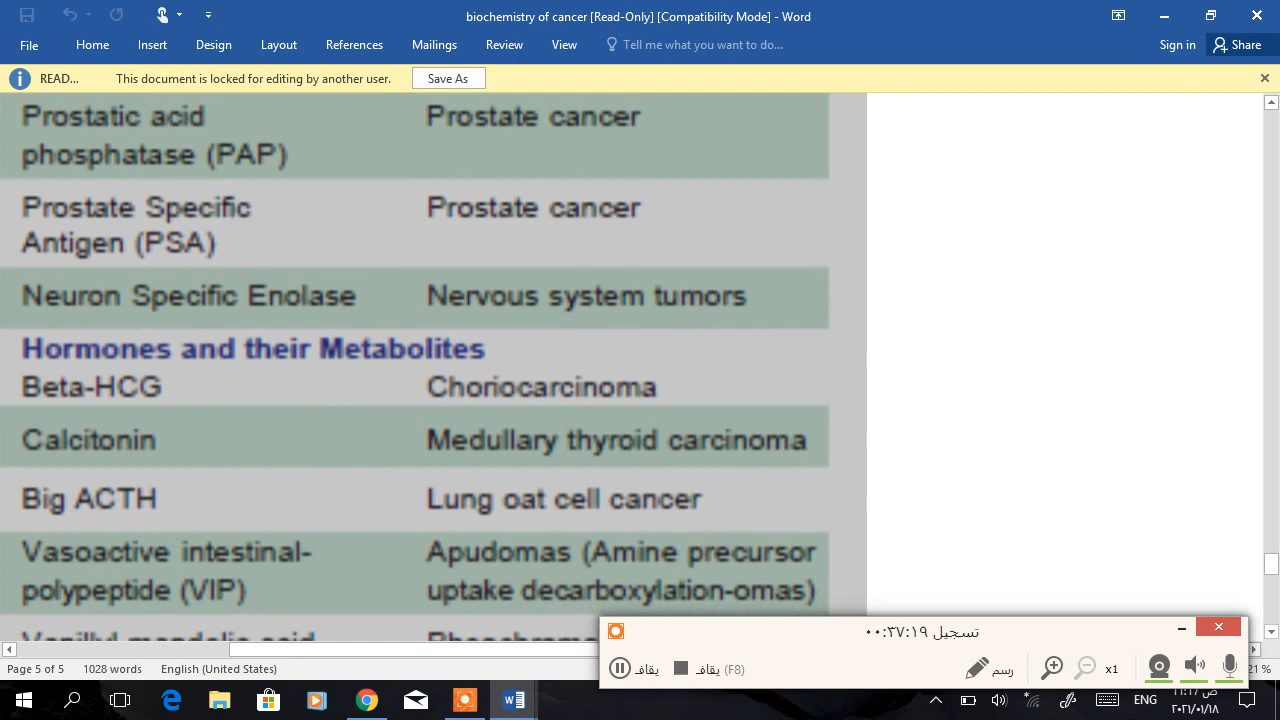 biochemistry of cancer [Read-Only] [Compatibility Mode] - Word
File Home Insert Design Layout References Mailings Review View Tell me what you want to do... Sign in Share
READ... This document is locked for editing by another user. Save As
Prostatic acid Prostate cancer
phosphatase (PAP)
Prostate Specific Prostate cancer
Antigen (PSA)
Neuron Specific Enolase Nervous system tumors
Hormones and their Metabolites
Beta-HCG Choriocarcinoma
Calcitonin Medullary thyroid carcinoma
Big ACTH Lung oat cell cancer
Vasoactive intestinal- Apudomas (Amine precursor
polypeptide (VIP) uptake decarboxylation-omas)
تسجيل ٠٠:٣٧:١٩
يقاف يقاف (F8) رسم x1
Page 5 of 5 1028 words English (United States) 21 %
ENG ١١:١٦ ص
٢٠٢١/٠١/١٨